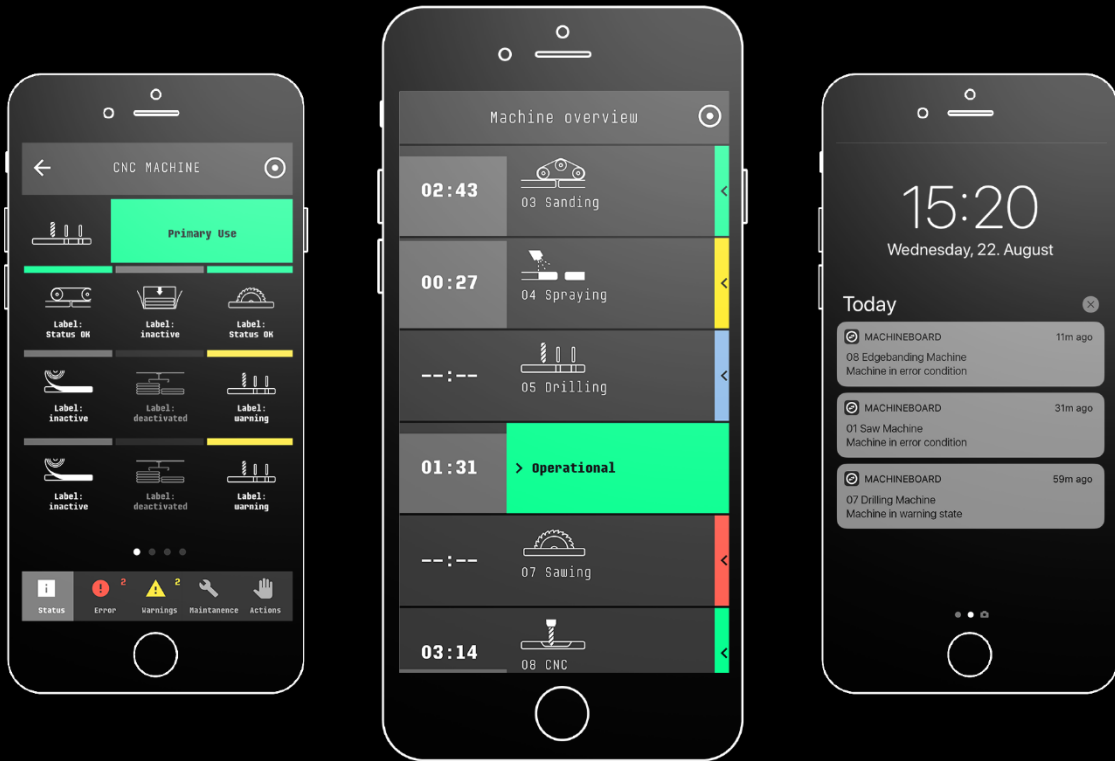 CNC MACHINE
Primary Use
Label:
Status OK
Label:
inactive
Label:
Status OK
Label:
inactive
Label:
deactivated
Label:
warning
Label:
inactive
Label:
deactivated
Label:
warning
Status
Error
2
Warnings
2
Maintanence
Actions
Machine overview
02:43
03 Sanding
00:27
04 Spraying
--:--
05 Drilling
01:31
> Operational
--:--
07 Sawing
03:14
08 CNC
15:20
Wednesday, 22. August
Today
MACHINEBOARD 11m ago
08 Edgebanding Machine
Machine in error condition
MACHINEBOARD 31m ago
01 Saw Machine
Machine in error condition
MACHINEBOARD 59m ago
07 Drilling Machine
Machine in warning state